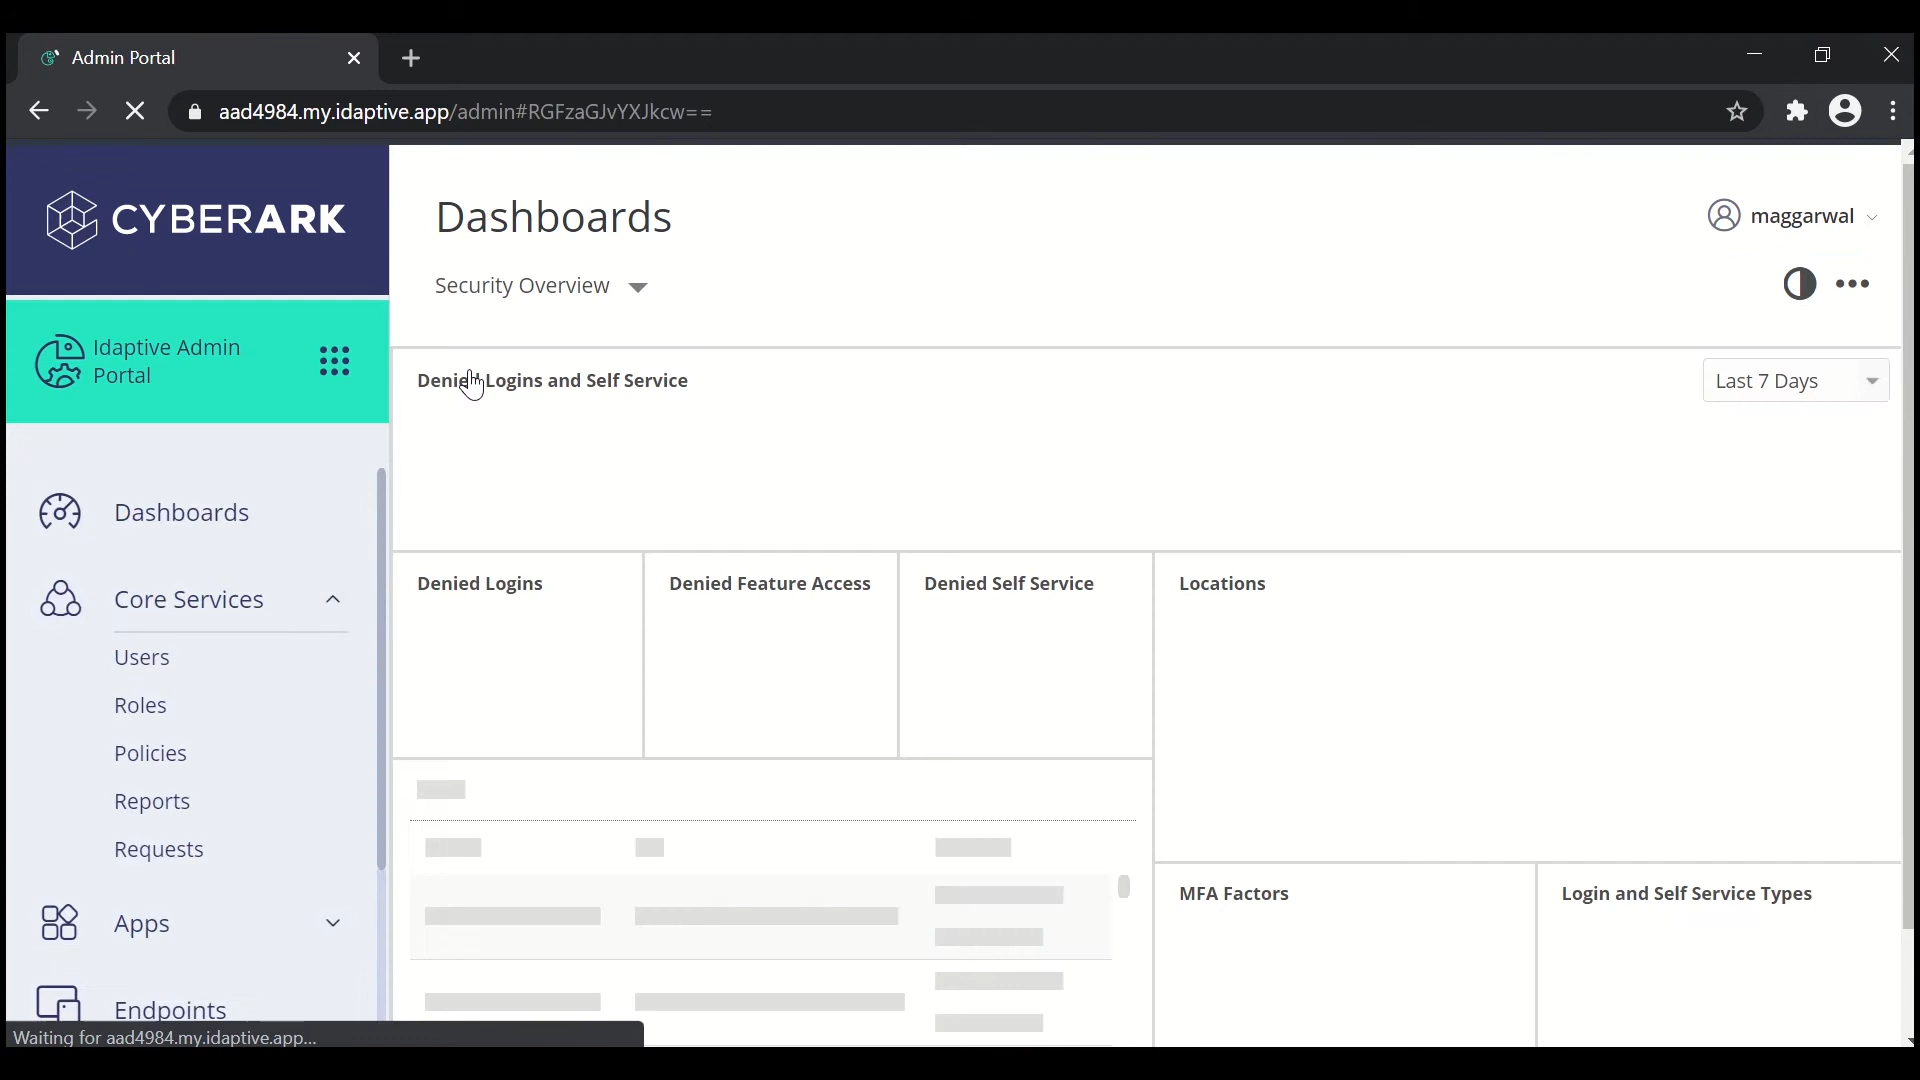 Admin Portal
aad4984.my.idaptive.app/admin#RGFzaGJvYXJkcw==
CYBERARK
Dashboards
maggarwal
Security Overview
Idaptive Admin
Portal
Denied Logins and Self Service
Last 7 Days
Dashboards
Core Services
Users
Roles
Policies
Reports
Requests
Apps
Endpoints
Denied Logins
Denied Feature Access
Denied Self Service
Locations
MFA Factors
Login and Self Service Types
Waiting for aad4984.my.idaptive.app...